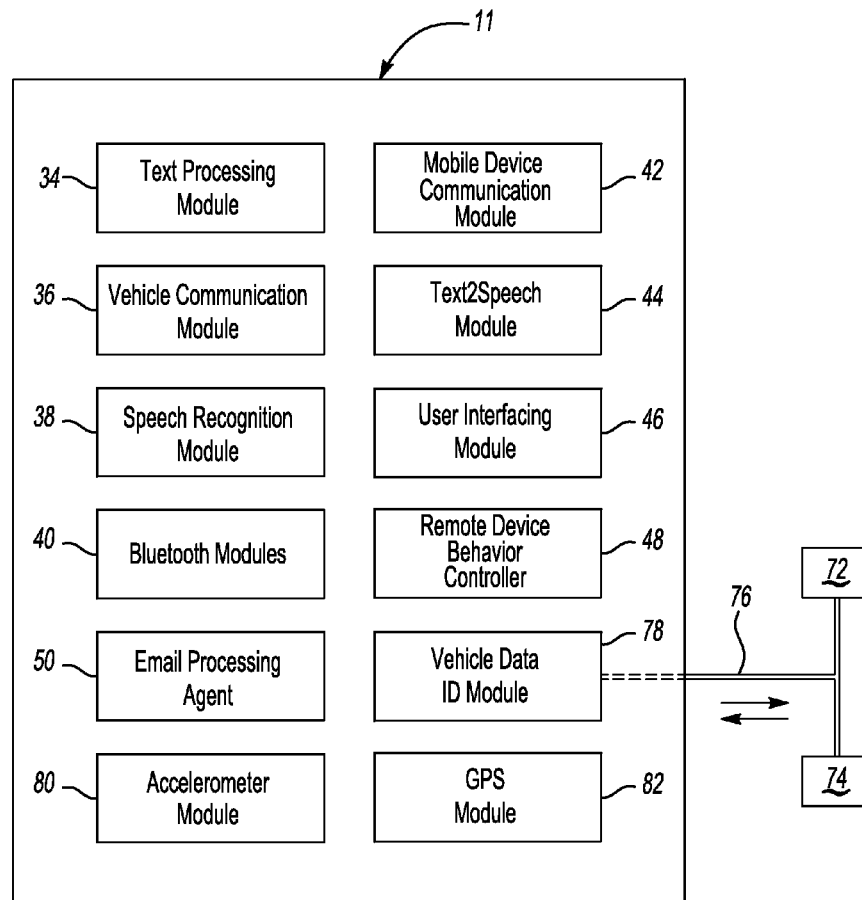 11
34
Text Processing
Module
Mobile Device
Communication
Module
42
36
Vehicle Communication
Module
Text2Speech
Module
44
38
Speech Recognition
Module
User Interfacing
Module
46
40
Bluetooth Modules
Remote Device
Behavior
Controller
48
72
76
50
Email Processing
Agent
Vehicle Data
ID Module
78
80
Accelerometer
Module
GPS
Module
82
74